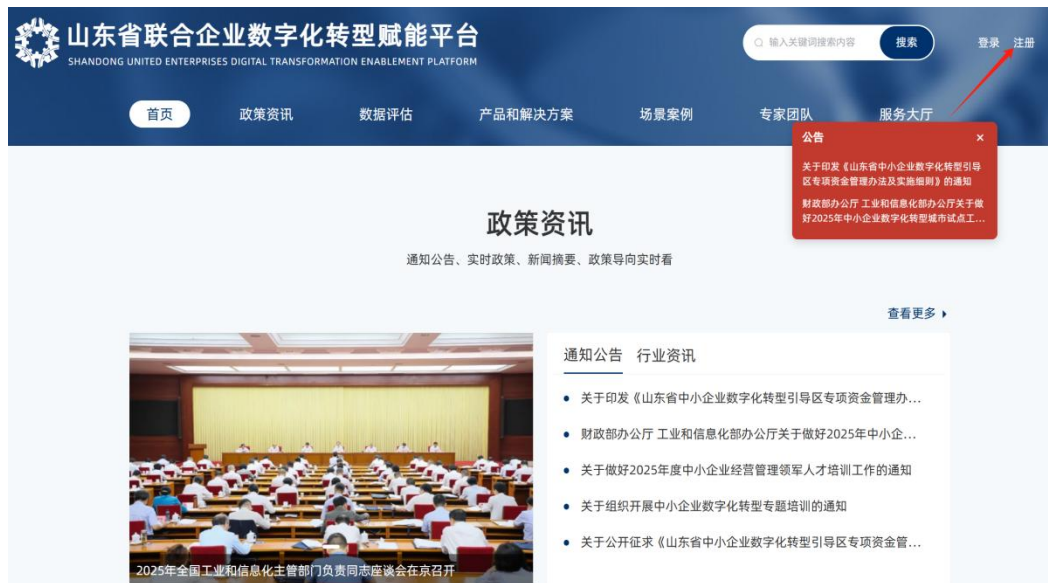 山东省联合企业数字化转型赋能平台
SHANDONG UNITED ENTERPRISES DIGITAL TRANSFORMATION ENABLEMENT PLATFORM
输入关键词搜索内容
搜索
登录 注册
首页 政策资讯 数据评估 产品和解决方案 场景案例 专家团队 服务大厅
公告 ×
关于印发《山东省中小企业数字化转型引导
区专项资金管理办法及实施细则》的通知
财政部办公厅 工业和信息化部办公厅关于做
好2025年中小企业数字化转型城市试点工...
政策资讯
通知公告、实时政策、新闻摘要、政策导向实时看
查看更多
通知公告 行业资讯
关于印发《山东省中小企业数字化转型引导区专项资金管理办...
财政部办公厅 工业和信息化部办公厅关于做好2025年中小企...
关于做好2025年度中小企业经营管理领军人才培训工作的通知
关于组织开展中小企业数字化转型专题培训的通知
关于公开征求《山东省中小企业数字化转型引导区专项资金管...
2025年全国工业和信息化主管部门负责同志座谈会在京召开